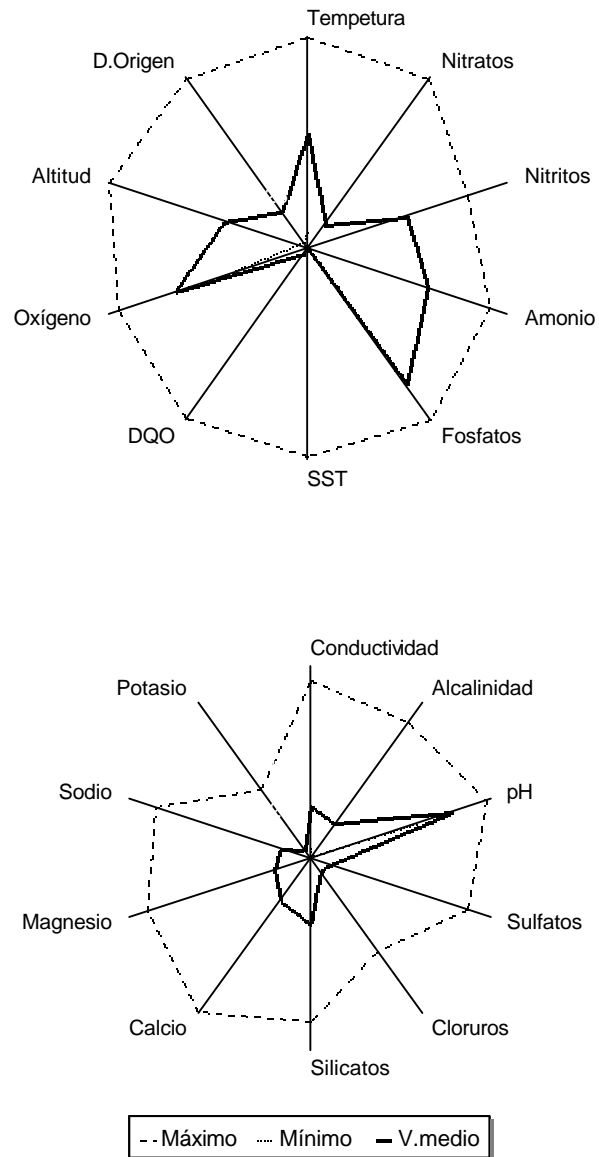 Tempetura
D.Origen
Nitratos
Altitud
Nitritos
Oxígeno
Amonio
DQO
Fosfatos
SST
Conductividad
Potasio
Alcalinidad
Sodio
pH
Magnesio
Sulfatos
Calcio
Cloruros
Silicatos
Máximo Mínimo V.medio